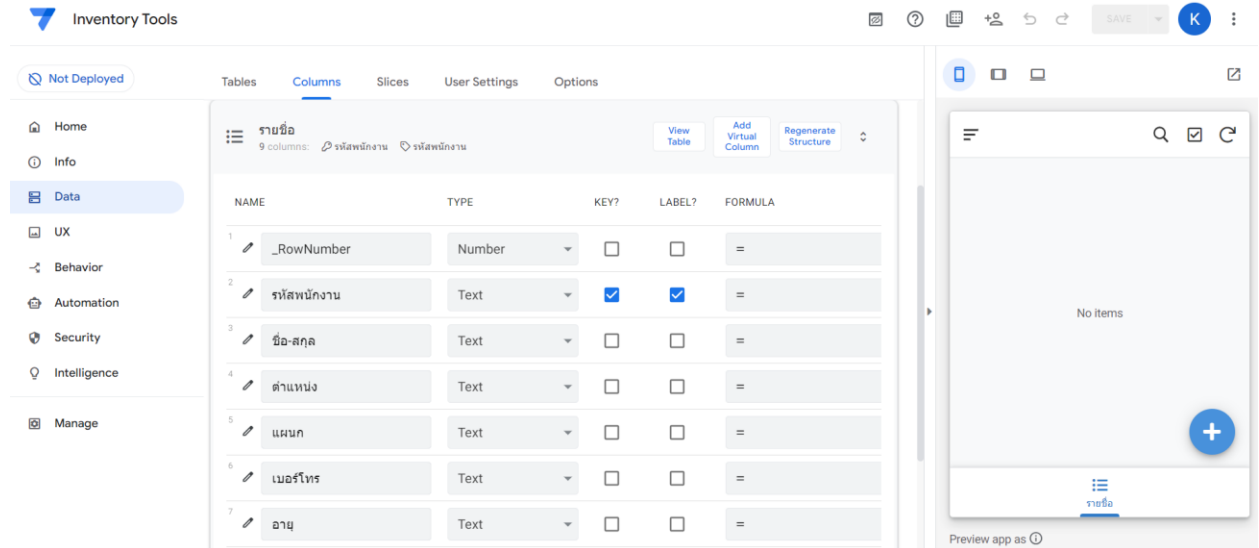 Inventory Tools
SAVE
K
Not Deployed
Home
Info
Data
UX
Behavior
Automation
Security
Intelligence
Manage
Tables Columns Slices User Settings Options
รายชื่อ
9 columns: รหัสพนักงาน รหัสพนักงาน
View Table
Add Virtual Column
Regenerate Structure
NAME TYPE KEY? LABEL? FORMULA
1 _RowNumber Number =
2 รหัสพนักงาน Text =
3 ชื่อ-สกุล Text =
4 ตำแหน่ง Text =
5 แผนก Text =
6 เบอร์โทร Text =
7 อายุ Text =
No items
รายชื่อ
Preview app as